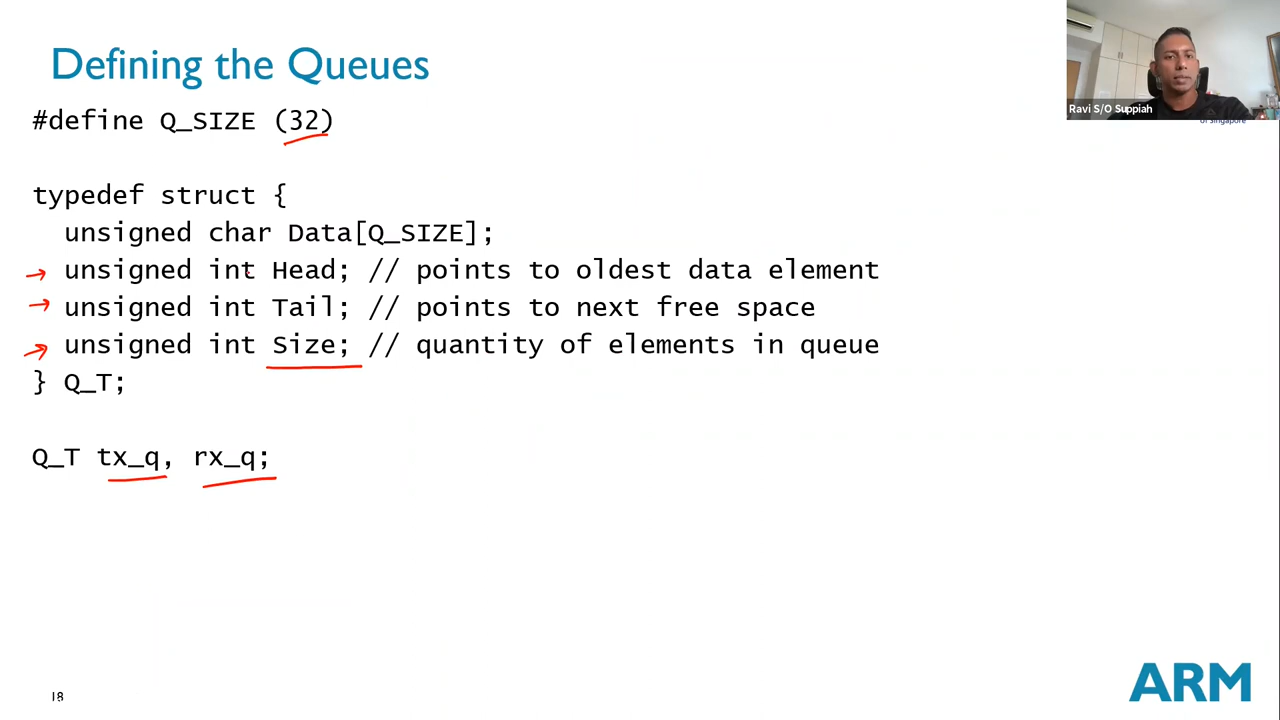 Defining the Queues
#define Q_SIZE (32)
typedef struct {
unsigned char Data[Q_SIZE];
unsigned int Head; // points to oldest data element
unsigned int Tail; // points to next free space
unsigned int Size; // quantity of elements in queue
} Q_T;
Q_T tx_q, rx_q;
Ravi S/O Suppiah
of Singapore
18
ARM